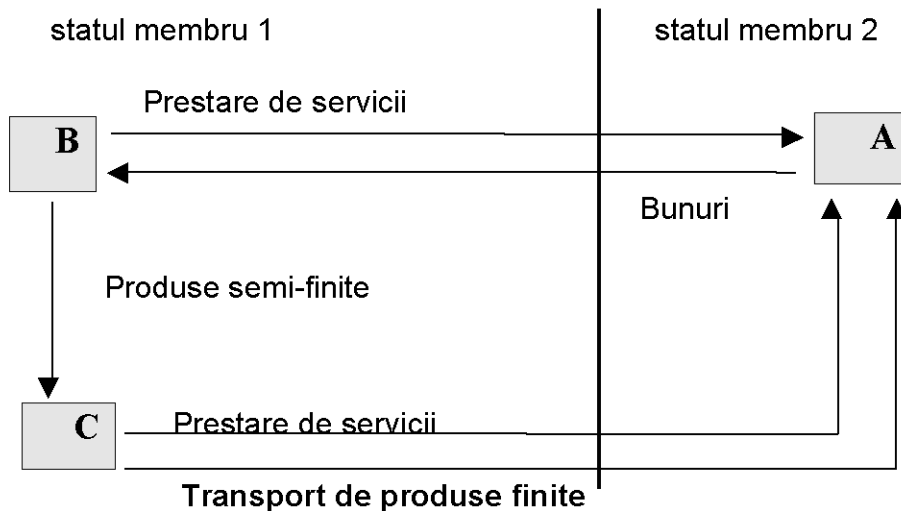 statul membru 1
statul membru 2
Prestare de servicii
B
A
Bunuri
Produse semi-finite
C
Prestare de servicii
Transport de produse finite